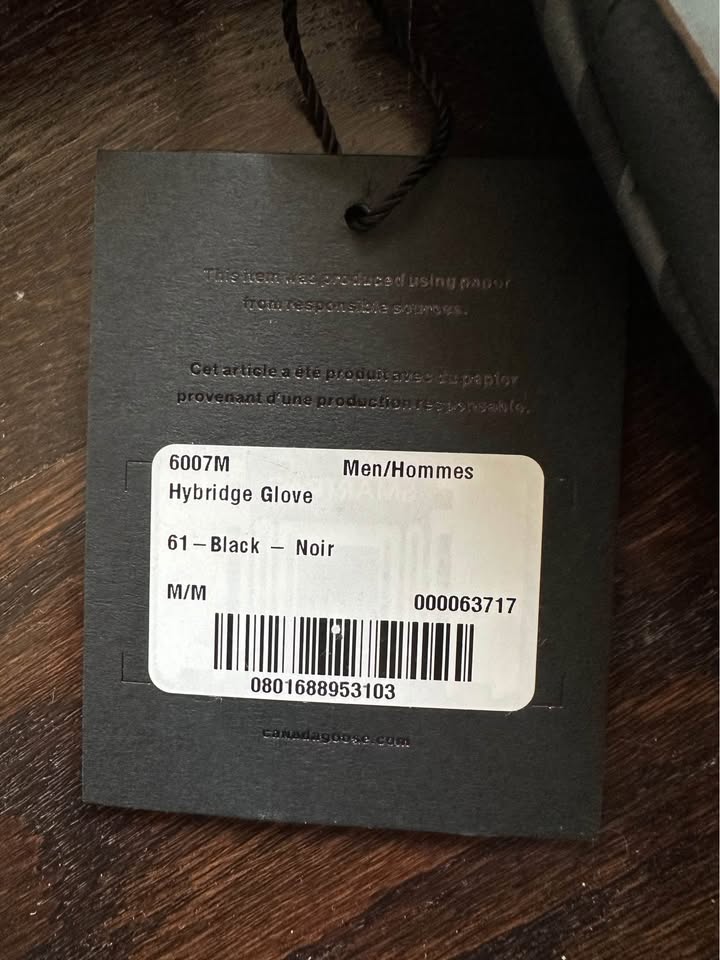 This item was produced using paper
from responsible sources.
Cet article a été produit avec du papier
provenant d'une production responsable.
6007M Men/Hommes
Hybridge Glove
61–Black – Noir
M/M
000063717
0801688953103
canadagoose.com